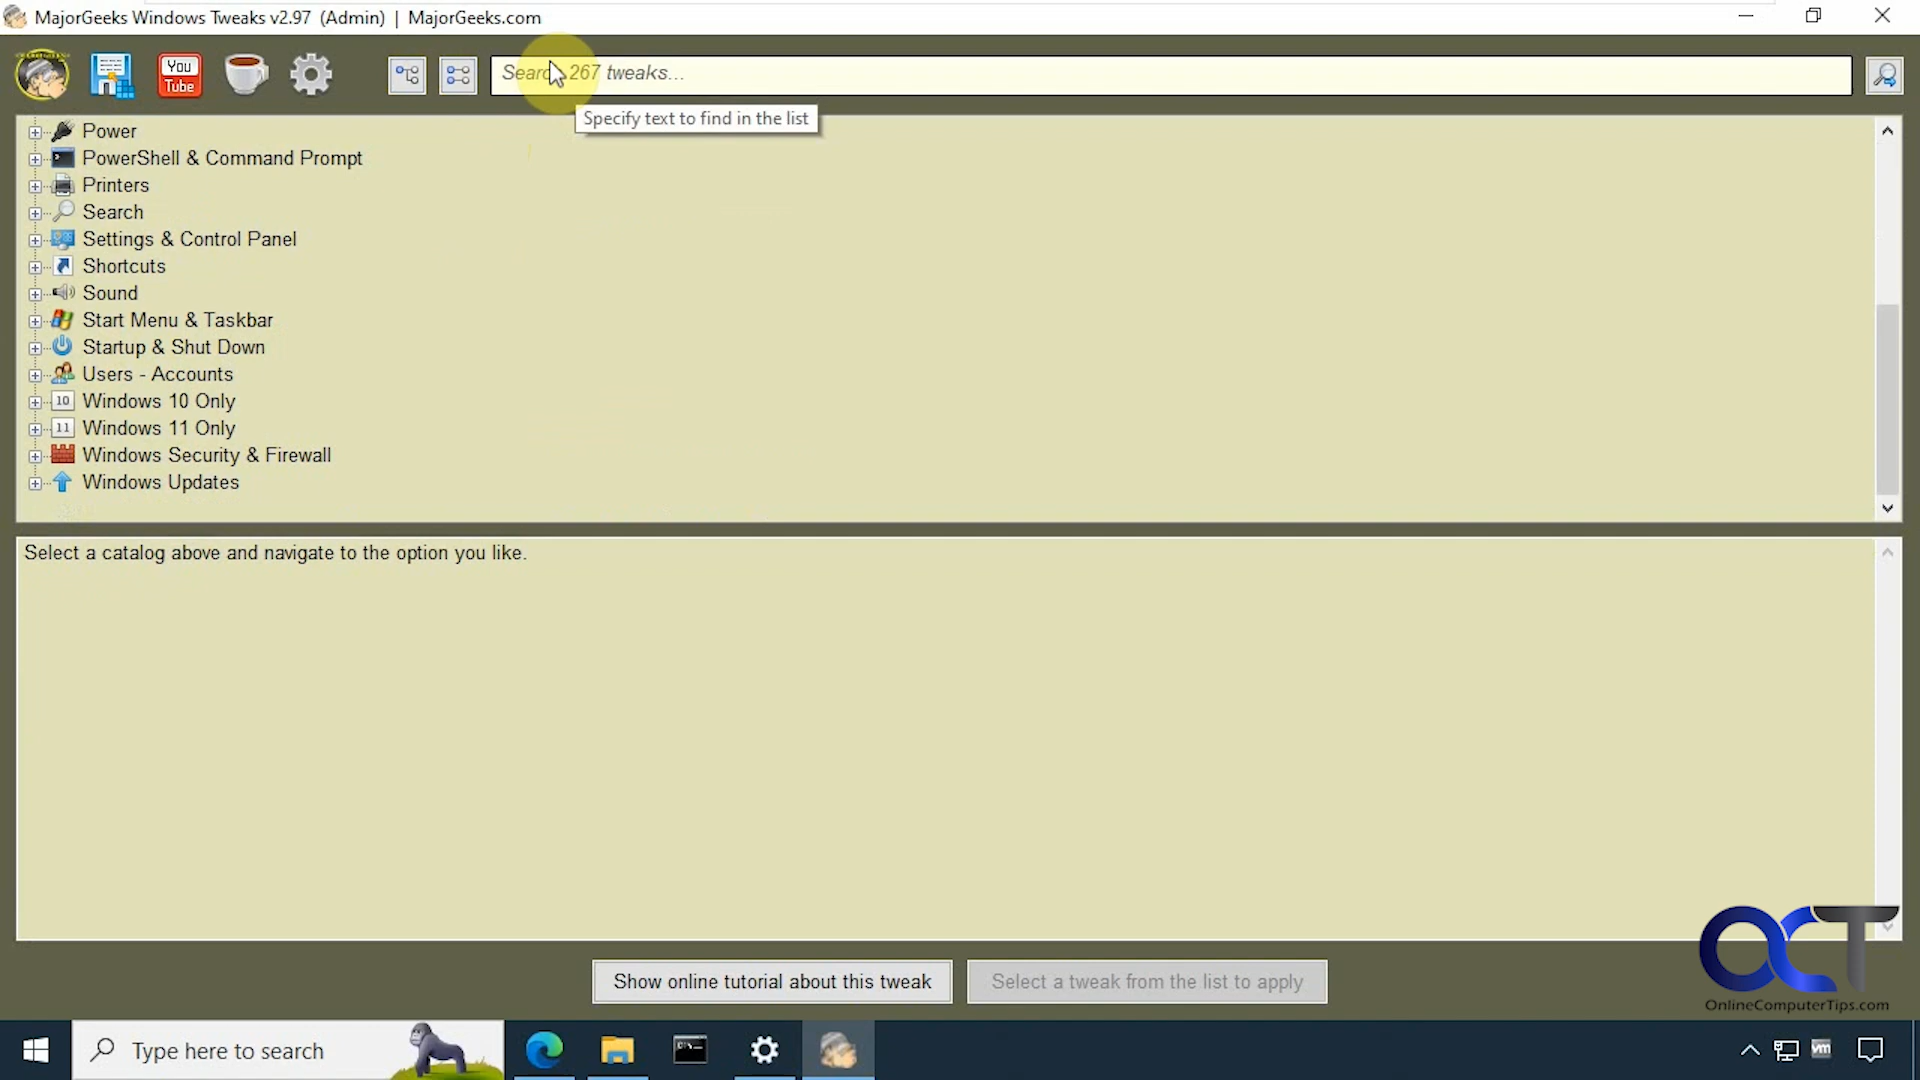 MajorGeeks Windows Tweaks v2.97 (Admin) | MajorGeeks.com
You
Tube
Search 267 tweaks...
Specify text to find in the list
Power
PowerShell & Command Prompt
Printers
Search
Settings & Control Panel
Shortcuts
Sound
Start Menu & Taskbar
Startup & Shut Down
Users - Accounts
10 Windows 10 Only
11 Windows 11 Only
Windows Security & Firewall
Windows Updates
Select a catalog above and navigate to the option you like.
Show online tutorial about this tweak
Select a tweak from the list to apply
OCT
OnlineComputerTips.com
Type here to search
vm